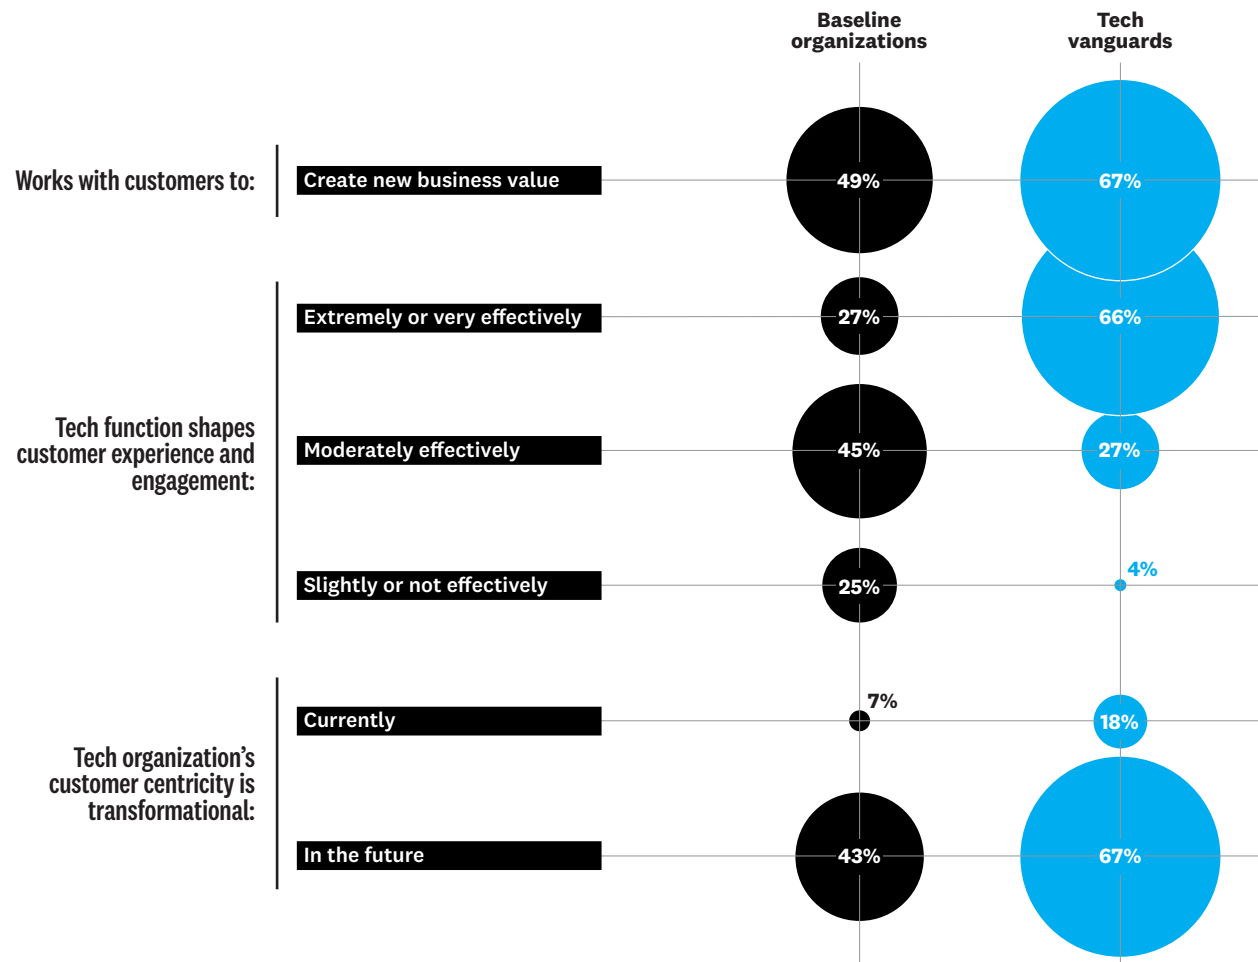 Baseline
organizations
Tech
vanguards
Works with customers to:
Create new business value
49%
67%
Tech function shapes
customer experience and
engagement:
Extremely or very effectively
27%
66%
Moderately effectively
45%
27%
Slightly or not effectively
25%
4%
Tech organization’s
customer centricity is
transformational:
Currently
7%
18%
In the future
43%
67%